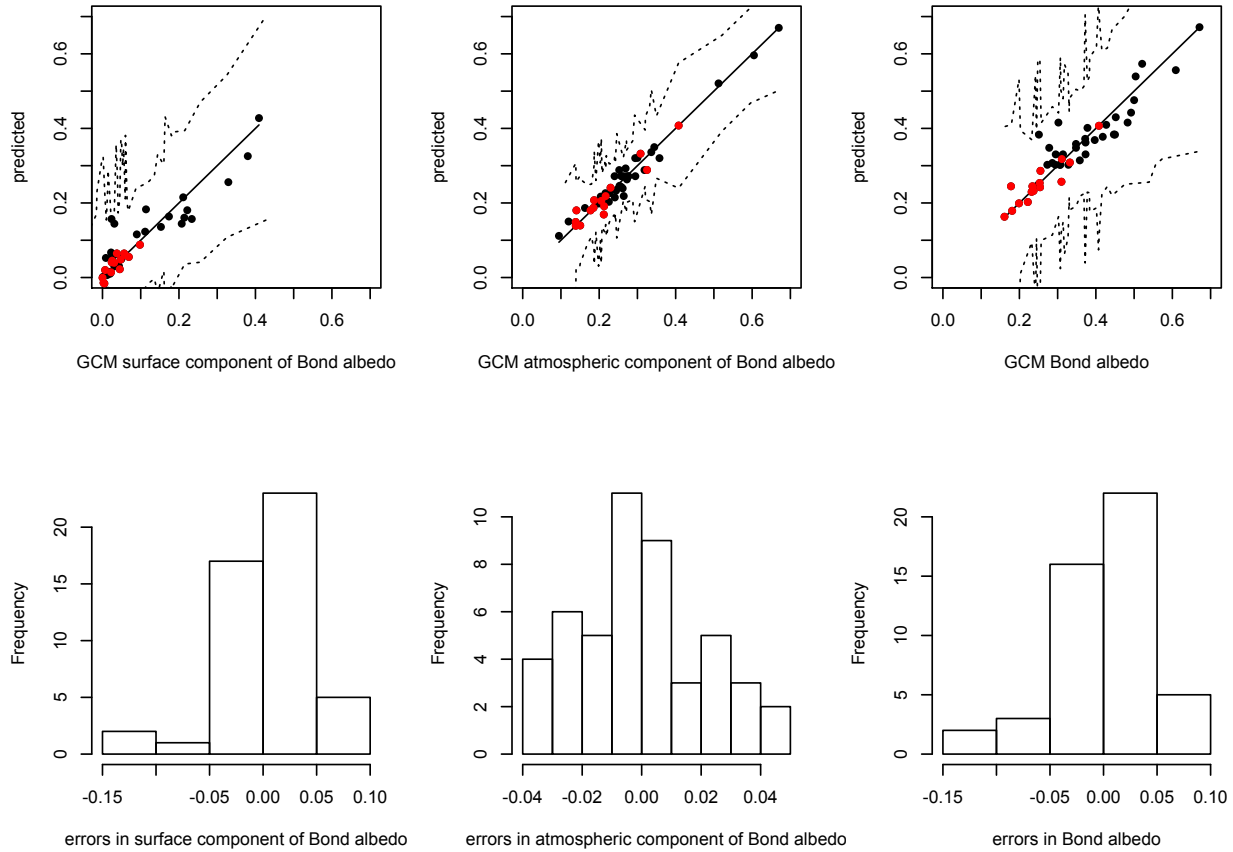 predicted
0.0 0.2 0.4 0.6
0.0 0.2 0.4 0.6
GCM surface component of Bond albedo
predicted
0.0 0.2 0.4 0.6
0.0 0.2 0.4 0.6
GCM atmospheric component of Bond albedo
predicted
0.0 0.2 0.4 0.6
0.0 0.2 0.4 0.6
GCM Bond albedo
Frequency
0 5 10 15 20
-0.15 -0.05 0.00 0.05 0.10
errors in surface component of Bond albedo
Frequency
0 2 4 6 8 10
-0.04 -0.02 0.00 0.02 0.04
errors in atmospheric component of Bond albedo
Frequency
0 5 10 15 20
-0.15 -0.05 0.00 0.05 0.10
errors in Bond albedo